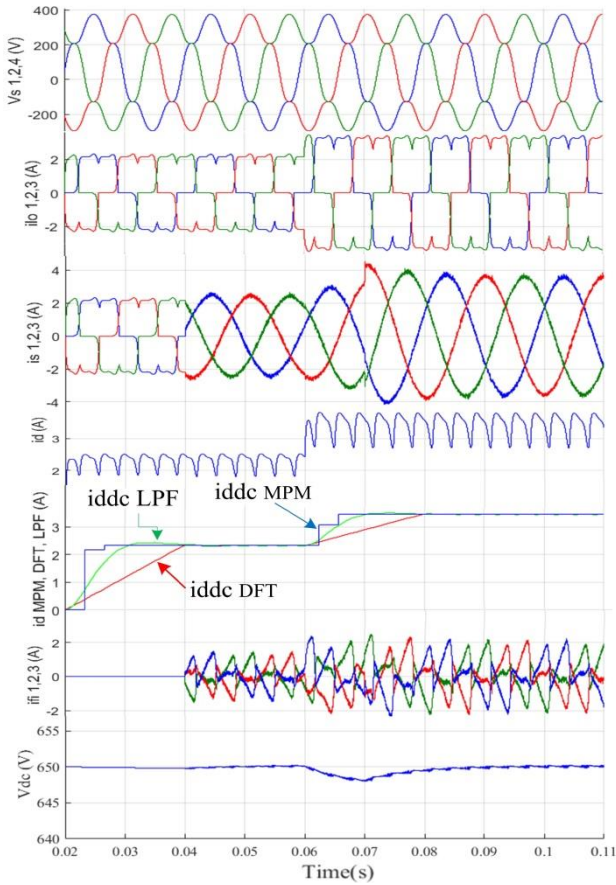 400
200
0
-200
Vs 1,2,4 (V)
2
0
-2
ilo 1,2,3 (A)
4
2
0
-2
-4
is 1,2,3 (A)
3
2
id (A)
iddc LPF
iddc MPM
3
2
1
0
id MPM, DFT, LPF (A)
iddc DFT
2
0
-2
ifi 1,2,3 (A)
655
650
645
640
Vdc (V)
0.02 0.03 0.04 0.05 0.06 0.07 0.08 0.09 0.1 0.11
Time(s)